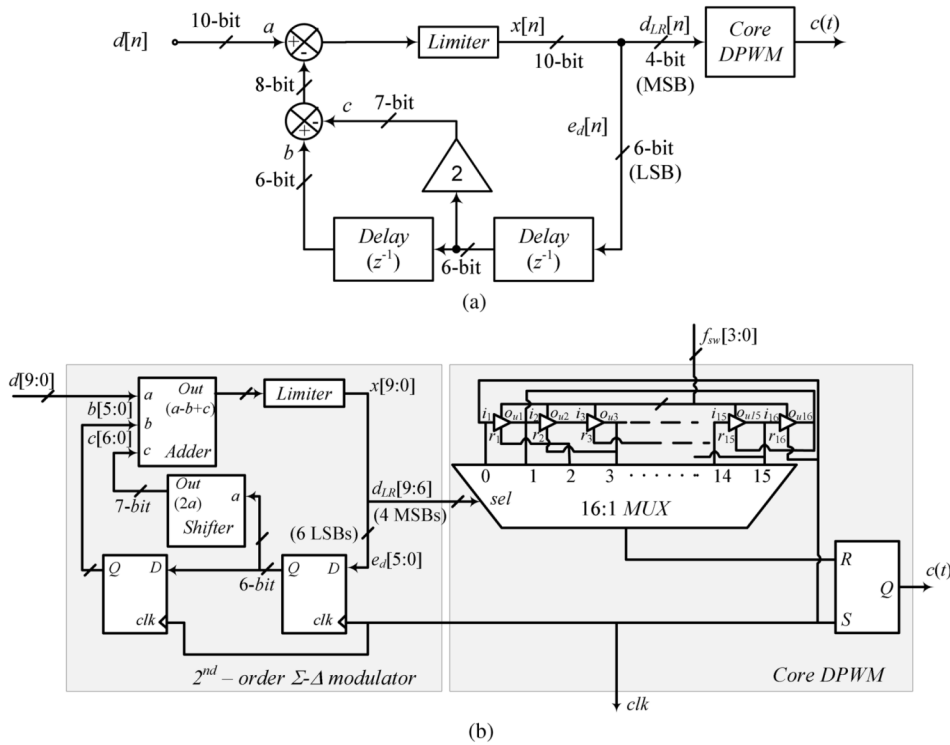 d[n]
10-bit
a
+
-
Limiter
x[n]
10-bit
d_LR[n]
4-bit
(MSB)
Core
DPWM
c(t)
8-bit
+
-
c
7-bit
b
6-bit
2
e_d[n]
6-bit
(LSB)
Delay
(z⁻¹)
6-bit
Delay
(z⁻¹)
(a)
f_sw[3:0]
d[9:0]
b[5:0]
c[6:0]
a
b
c
Out
(a-b+c)
Adder
Limiter
x[9:0]
7-bit
Out
(2a)
a
Shifter
d_LR[9:6]
(4 MSBs)
(6 LSBs)
e_d[5:0]
Q
D
clk
6-bit
Q
D
clk
2nd – order Σ-Δ modulator
i_1
o_u1
i_2
o_u2
i_3
o_u3
i_15
o_u15
i_16
o_u16
r_1
r_2
r_3
r_15
r_16
0
1
2
3
14
15
sel
16:1 MUX
R
S
Q
c(t)
Core DPWM
clk
(b)